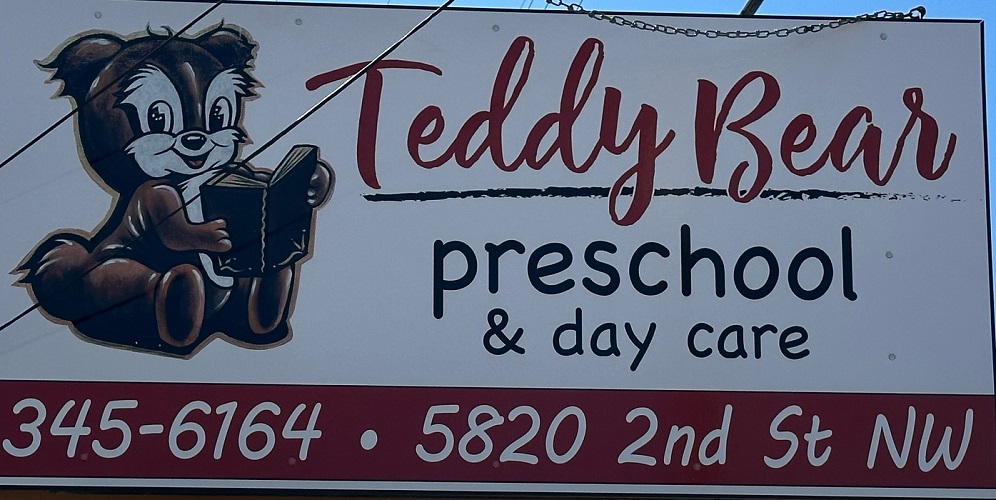 Teddy Bear
preschool
& day care
345-6164 • 5820 2nd St NW